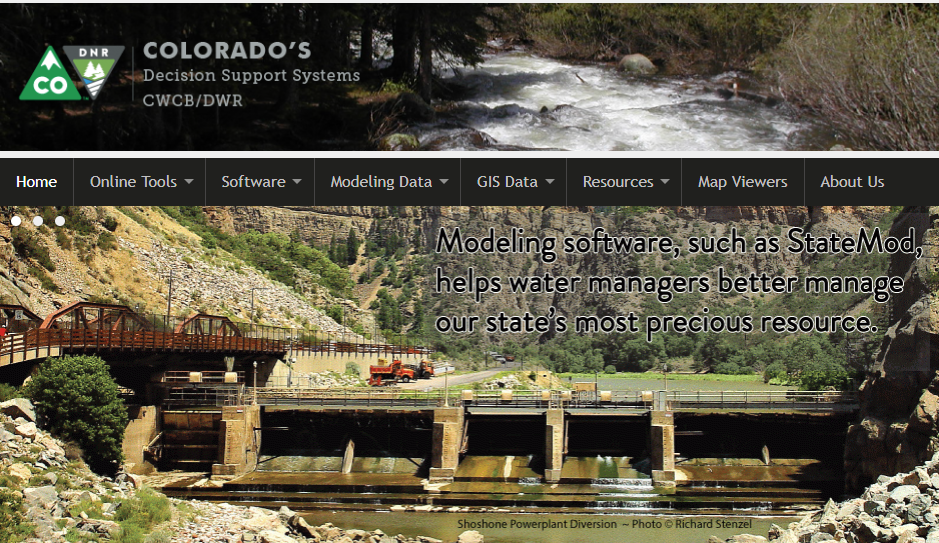 DNR
CO
COLORADO'S
Decision Support Systems
CWCB/DWR
Home
Online Tools
Software
Modeling Data
GIS Data
Resources
Map Viewers
About Us
Modeling software, such as StateMod,
helps water managers better manage
our state's most precious resource.
Shoshone Powerplant Diversion ~ Photo © Richard Stenzel